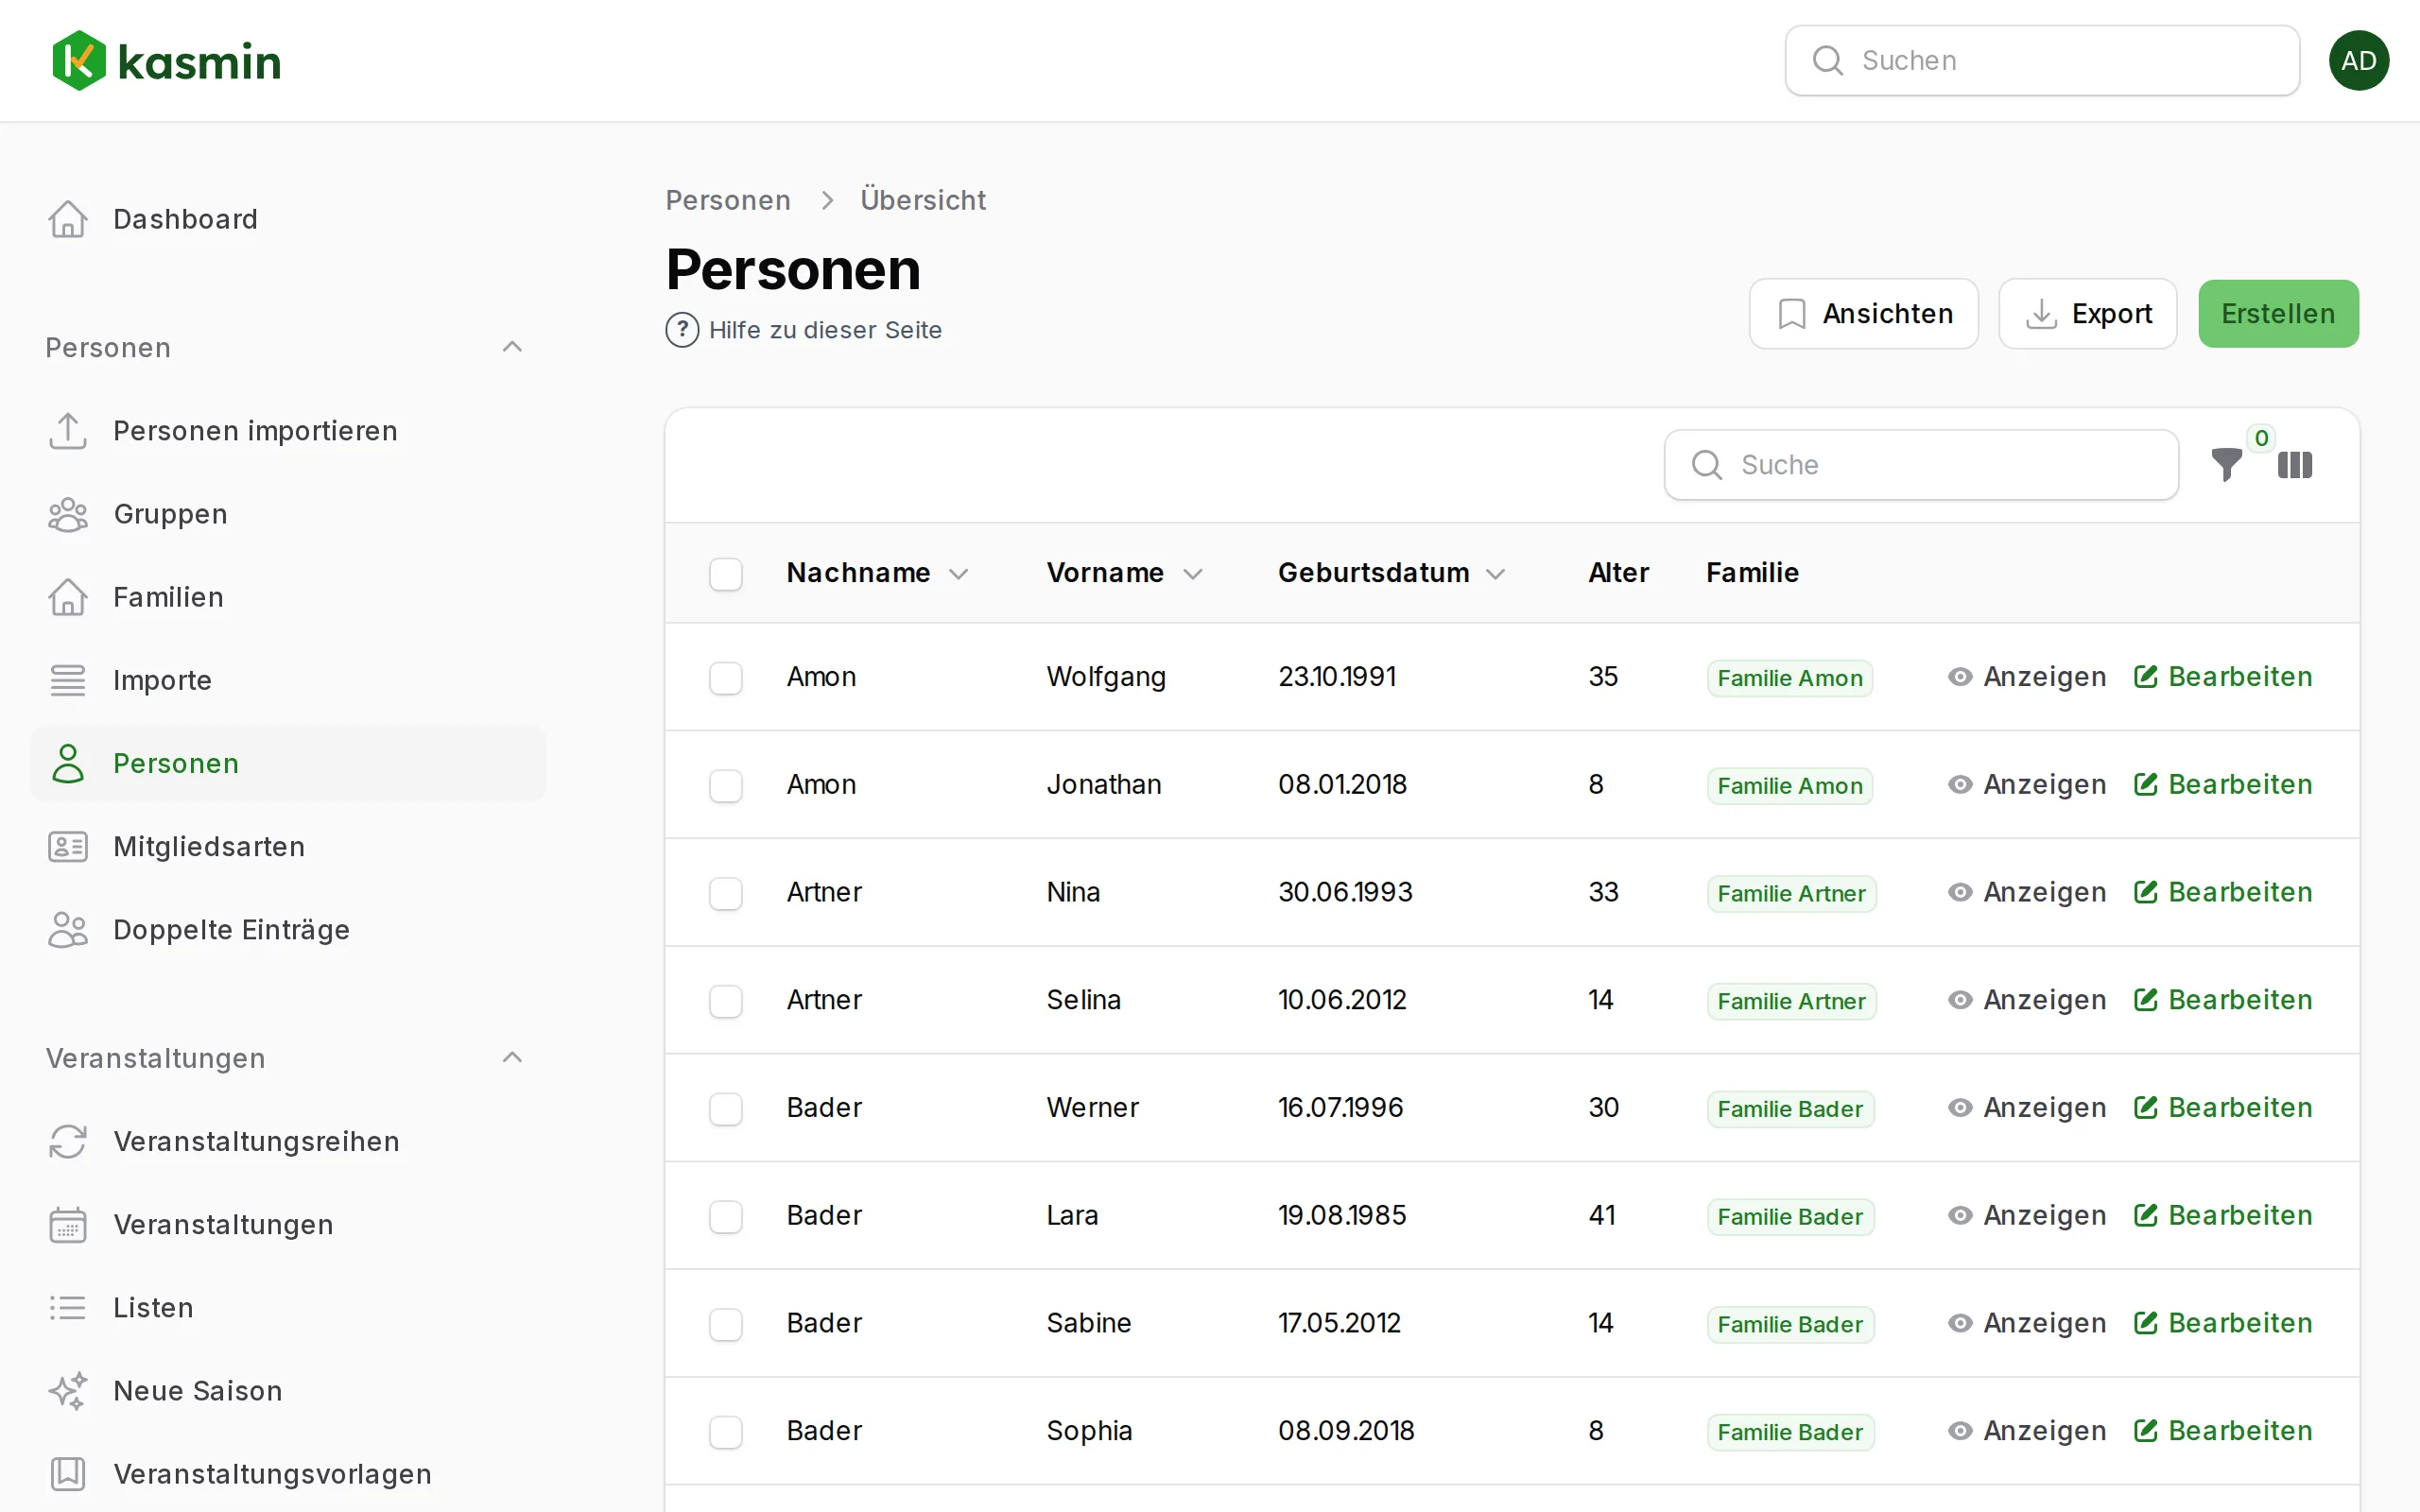 kasmin
Suchen
AD
Dashboard
Personen
Personen importieren
Gruppen
Familien
Importe
Personen
Mitgliedsarten
Doppelte Einträge
Veranstaltungen
Veranstaltungsreihen
Veranstaltungen
Listen
Neue Saison
Veranstaltungsvorlagen
Personen > Übersicht
Personen
? Hilfe zu dieser Seite
Ansichten Export Erstellen
Suche 0
Nachname Vorname Geburtsdatum Alter Familie
Amon Wolfgang 23.10.1991 35 Familie Amon Anzeigen Bearbeiten
Amon Jonathan 08.01.2018 8 Familie Amon Anzeigen Bearbeiten
Artner Nina 30.06.1993 33 Familie Artner Anzeigen Bearbeiten
Artner Selina 10.06.2012 14 Familie Artner Anzeigen Bearbeiten
Bader Werner 16.07.1996 30 Familie Bader Anzeigen Bearbeiten
Bader Lara 19.08.1985 41 Familie Bader Anzeigen Bearbeiten
Bader Sabine 17.05.2012 14 Familie Bader Anzeigen Bearbeiten
Bader Sophia 08.09.2018 8 Familie Bader Anzeigen Bearbeiten